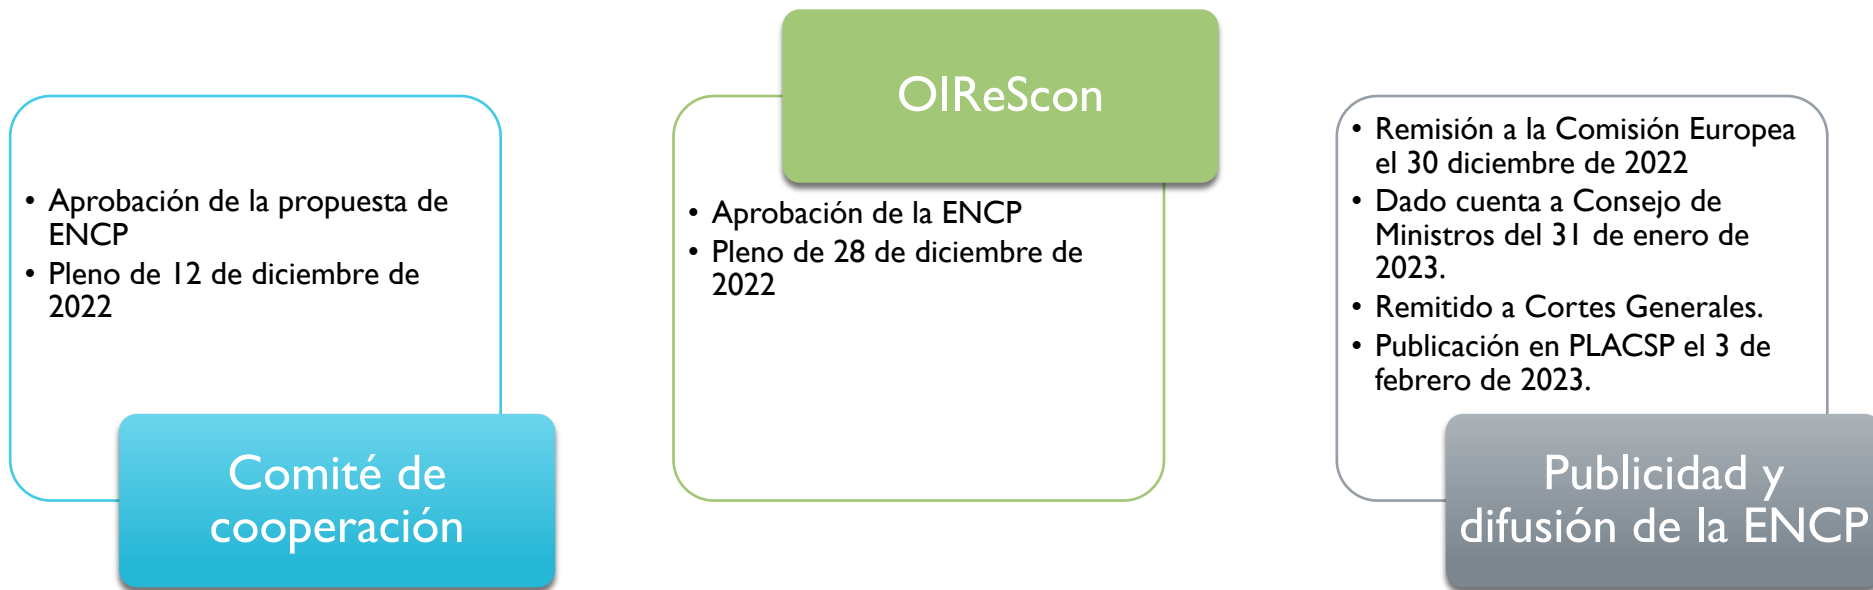 • Aprobación de la propuesta de
ENCP
• Pleno de 12 de diciembre de
2022
Comité de
cooperación
OIReScon
• Aprobación de la ENCP
• Pleno de 28 de diciembre de
2022
• Remisión a la Comisión Europea
el 30 diciembre de 2022
• Dado cuenta a Consejo de
Ministros del 31 de enero de
2023.
• Remitido a Cortes Generales.
• Publicación en PLACSP el 3 de
febrero de 2023.
Publicidad y
difusión de la ENCP